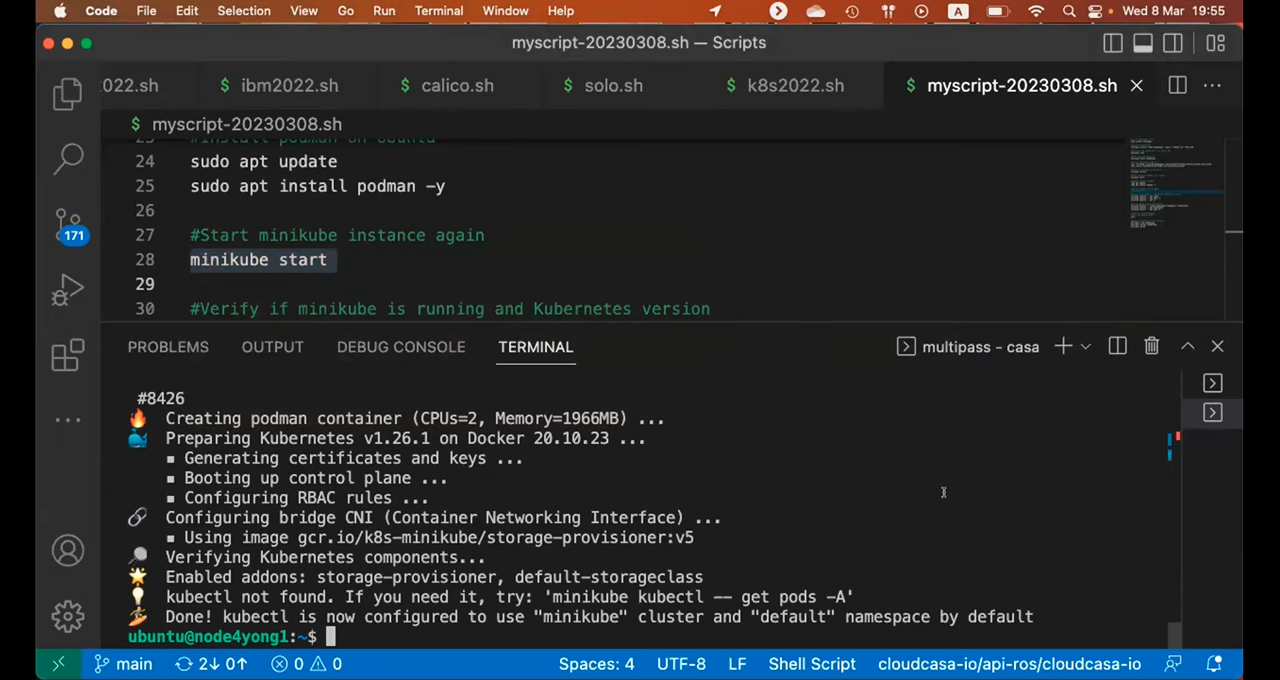 Code File Edit Selection View Go Run Terminal Window Help A Wed 8 Mar 19:55
myscript-20230308.sh — Scripts
2022.sh $ ibm2022.sh $ calico.sh $ solo.sh $ k8s2022.sh $ myscript-20230308.sh
$ myscript-20230308.sh
23 #Install podman on Ubuntu
24 sudo apt update
25 sudo apt install podman -y
26
27 #Start minikube instance again
28 minikube start
29
30 #Verify if minikube is running and Kubernetes version
171
PROBLEMS OUTPUT DEBUG CONSOLE TERMINAL multipass - casa
#8426
Creating podman container (CPUs=2, Memory=1966MB) ...
Preparing Kubernetes v1.26.1 on Docker 20.10.23 ...
▪ Generating certificates and keys ...
▪ Booting up control plane ...
▪ Configuring RBAC rules ...
Configuring bridge CNI (Container Networking Interface) ...
▪ Using image gcr.io/k8s-minikube/storage-provisioner:v5
Verifying Kubernetes components...
Enabled addons: storage-provisioner, default-storageclass
kubectl not found. If you need it, try: 'minikube kubectl -- get pods -A'
Done! kubectl is now configured to use "minikube" cluster and "default" namespace by default
ubuntu@node4yong1:~$
main 2↓ 0↑ 0 0 Spaces: 4 UTF-8 LF Shell Script cloudcasa-io/api-ros/cloudcasa-io